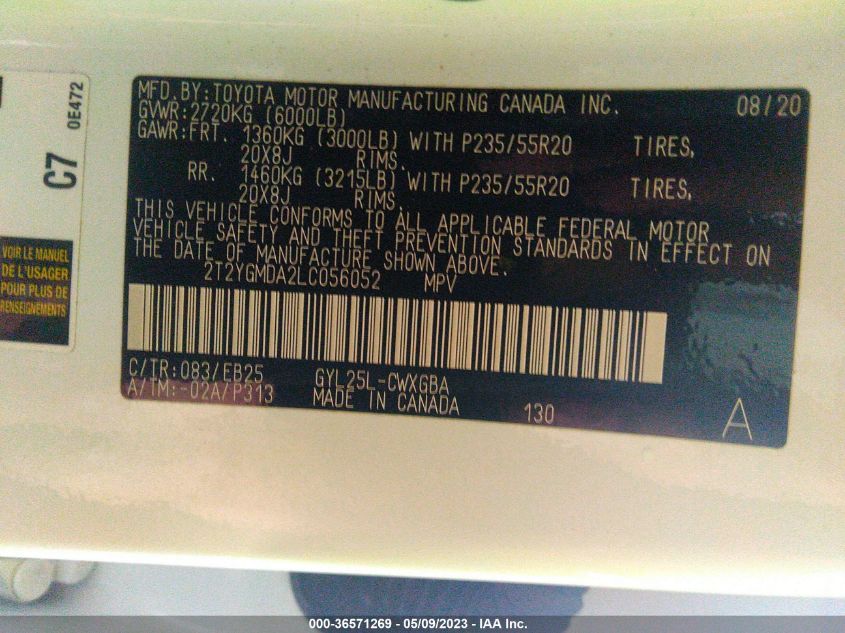 MFD.BY:TOYOTA MOTOR MANUFACTURING CANADA INC. 08/20
GVWR:2720KG (6000LB)
GAWR:FRT. 1360KG (3000LB) WITH P235/55R20 TIRES,
20X8J RIMS.
RR. 1460KG (3215LB) WITH P235/55R20 TIRES,
20X8J RIMS.
THIS VEHICLE CONFORMS TO ALL APPLICABLE FEDERAL MOTOR
VEHICLE SAFETY AND THEFT PREVENTION STANDARDS IN EFFECT ON
THE DATE OF MANUFACTURE SHOWN ABOVE.
2T2YGMDA2LC056052 MPV
C/TR:083/EB25 GYL25L-CWXGBA
A/TM:-02A/P313 MADE IN CANADA 130 A
C7 0E472
VOIR LE MANUEL
DE L'USAGER
POUR PLUS DE
RENSEIGNEMENTS
000-36571269 - 05/09/2023 - IAA Inc.